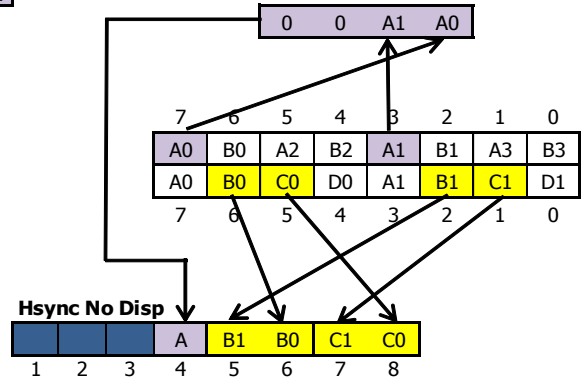 0 0 A1 A0
7 6 5 4 3 2 1 0
A0 B0 A2 B2 A1 B1 A3 B3
A0 B0 C0 D0 A1 B1 C1 D1
7 6 5 4 3 2 1 0
Hsync No Disp
A B1 B0 C1 C0
1 2 3 4 5 6 7 8